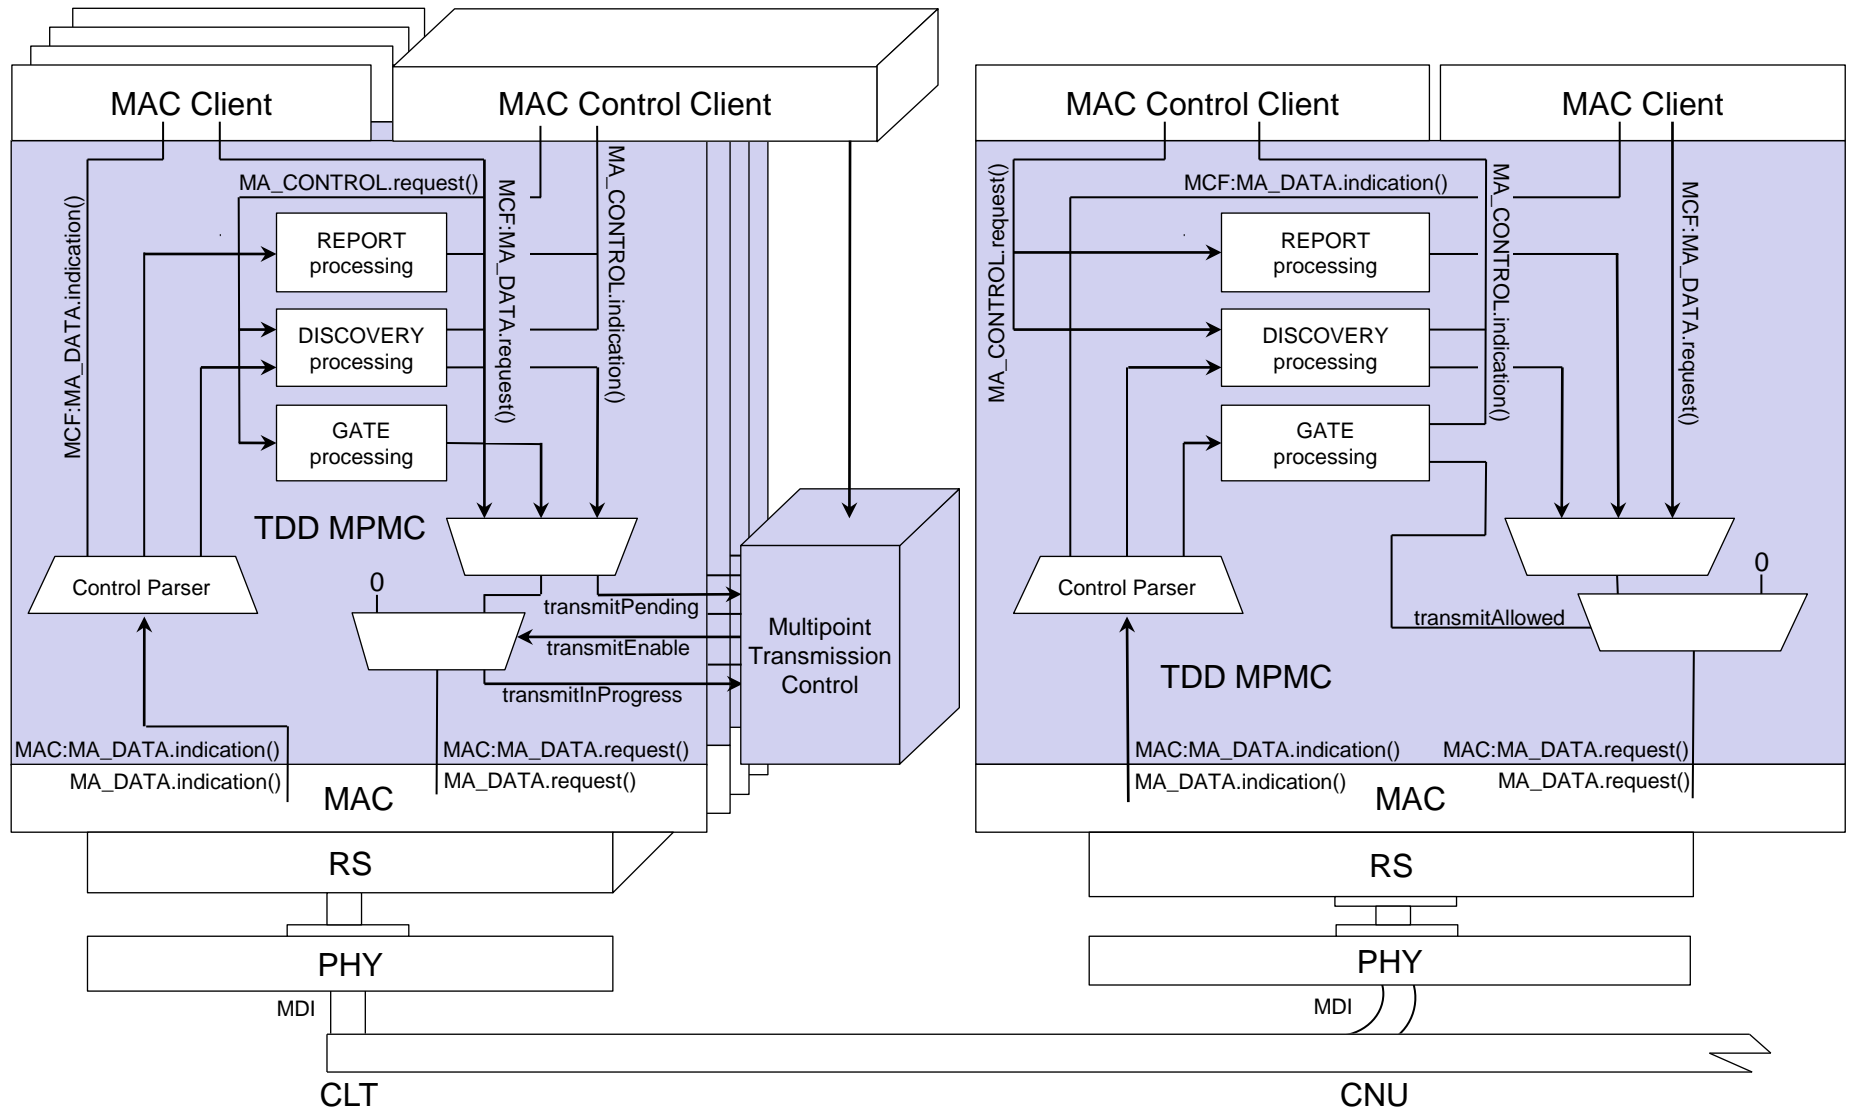 MAC Client
MAC Control Client
MA_CONTROL.request()
MCF:MA_DATA.indication()
MCF:MA_DATA.request()
MA_CONTROL.indication()
REPORT
processing
DISCOVERY
processing
GATE
processing
TDD MPMC
Control Parser
0
transmitPending
transmitEnable
transmitInProgress
Multipoint
Transmission
Control
MAC:MA_DATA.indication()
MAC:MA_DATA.request()
MA_DATA.indication()
MA_DATA.request()
MAC
RS
PHY
MDI
CLT
MAC Control Client
MAC Client
MA_CONTROL.request()
MCF:MA_DATA.indication()
MA_CONTROL.indication()
MCF:MA_DATA.request()
REPORT
processing
DISCOVERY
processing
GATE
processing
Control Parser
0
transmitAllowed
TDD MPMC
MAC:MA_DATA.indication()
MAC:MA_DATA.request()
MA_DATA.indication()
MA_DATA.request()
MAC
RS
PHY
MDI
CNU